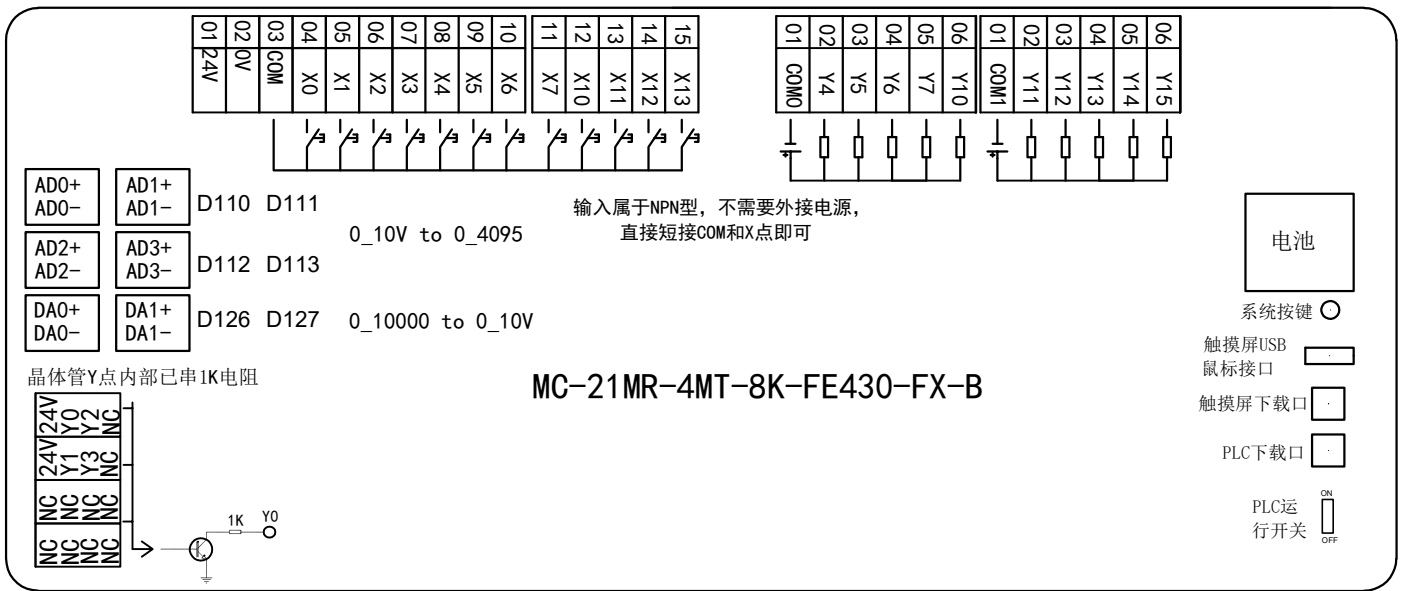 01 02 03 04 05 06 07 08 09 10 11 12 13 14 15
24V 0V COM X0 X1 X2 X3 X4 X5 X6 X7 X10 X11 X12 X13
01 02 03 04 05 06 01 02 03 04 05 06
COM0 Y4 Y5 Y6 Y7 Y10 COM1 Y11 Y12 Y13 Y14 Y15
AD0+ AD1+
AD0- AD1- D110 D111
0_10V to 0_4095
AD2+ AD3+
AD2- AD3- D112 D113
DA0+ DA1+
DA0- DA1- D126 D127 0_10000 to 0_10V
输入属于NPN型，不需要外接电源，
直接短接COM和X点即可
晶体管Y点内部已串1K电阻
24V Y0 Y2 NC
24V Y1 Y3 NC
NC NC NC NC
NC NC NC NC
1K Y0
MC-21MR-4MT-8K-FE430-FX-B
电池
系统按键
触摸屏USB
鼠标接口
触摸屏下载口
PLC下载口
PLC运
行开关
ON
OFF